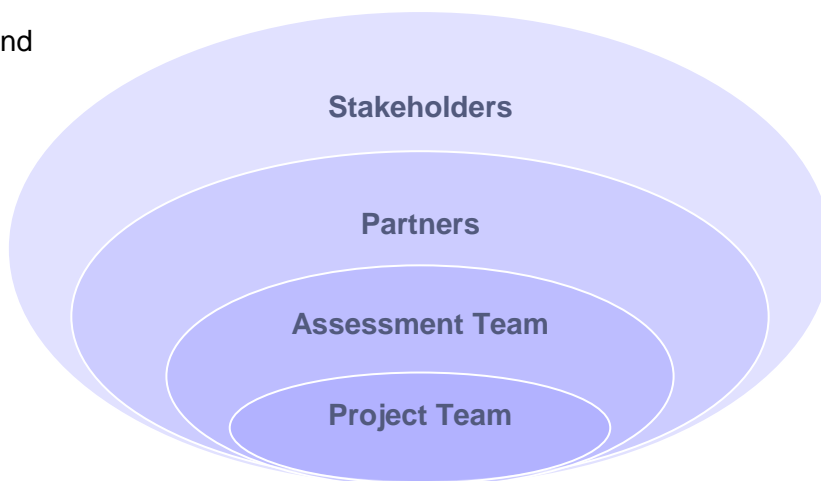 nd
Stakeholders
Partners
Assessment Team
Project Team